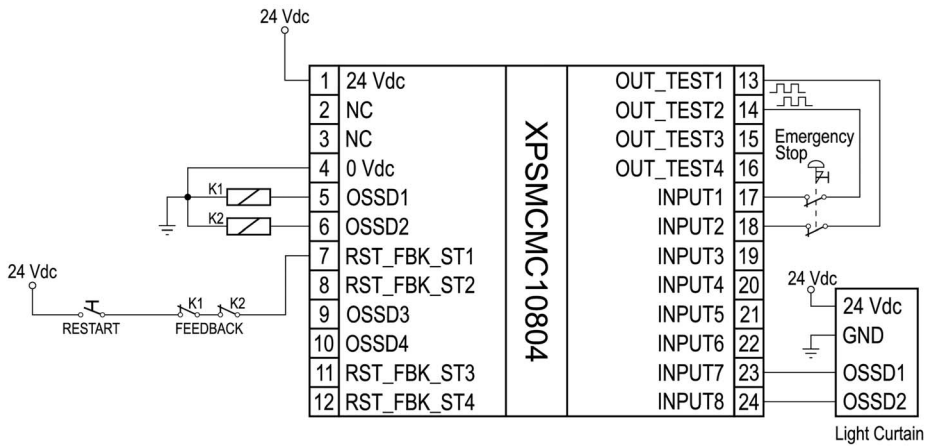 24 Vdc
1 24 Vdc
2 NC
3 NC
4 0 Vdc
5 OSSD1
6 OSSD2
7 RST_FBK_ST1
8 RST_FBK_ST2
9 OSSD3
10 OSSD4
11 RST_FBK_ST3
12 RST_FBK_ST4
K1
K2
24 Vdc
RESTART
K1 K2
FEEDBACK
XPSMCMC10804
OUT_TEST1 13
OUT_TEST2 14
OUT_TEST3 15
OUT_TEST4 16
INPUT1 17
INPUT2 18
INPUT3 19
INPUT4 20
INPUT5 21
INPUT6 22
INPUT7 23
INPUT8 24
Emergency
Stop
24 Vdc
24 Vdc
GND
OSSD1
OSSD2
Light Curtain